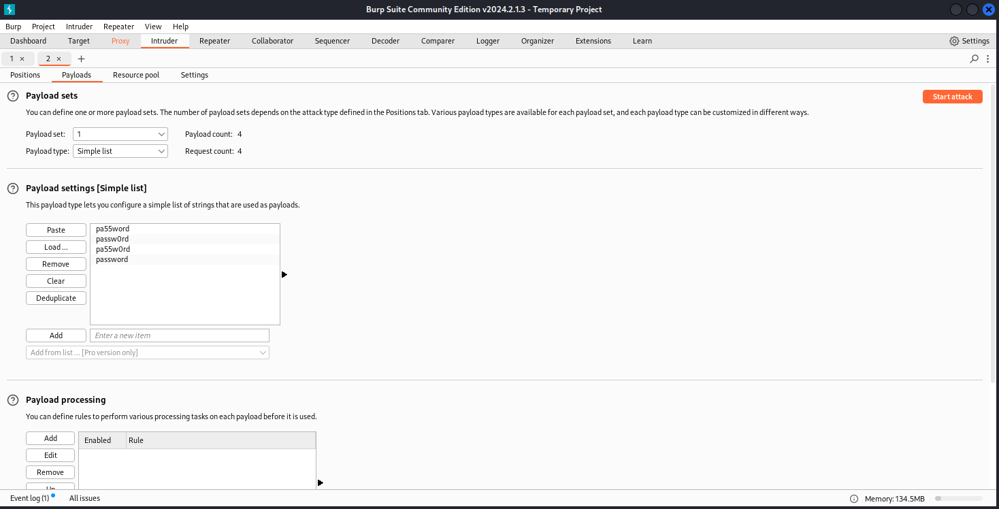 Burp Suite Community Edition v2024.2.1.3 - Temporary Project
Burp Project Intruder Repeater View Help
Dashboard Target Proxy Intruder Repeater Collaborator Sequencer Decoder Comparer Logger Organizer Extensions Learn Settings
1 × 2 × +
Positions Payloads Resource pool Settings
? Payload sets Start attack
You can define one or more payload sets. The number of payload sets depends on the attack type defined in the Positions tab. Various payload types are available for each payload set, and each payload type can be customized in different ways.
Payload set: 1 Payload count: 4
Payload type: Simple list Request count: 4
? Payload settings [Simple list]
This payload type lets you configure a simple list of strings that are used as payloads.
Paste pa55word
passw0rd
Load ... pa55w0rd
Remove password
Clear
Deduplicate
Add Enter a new item
Add from list ... [Pro version only]
? Payload processing
You can define rules to perform various processing tasks on each payload before it is used.
Add Enabled Rule
Edit
Remove
Up
Event log (1) All issues Memory: 134.5MB